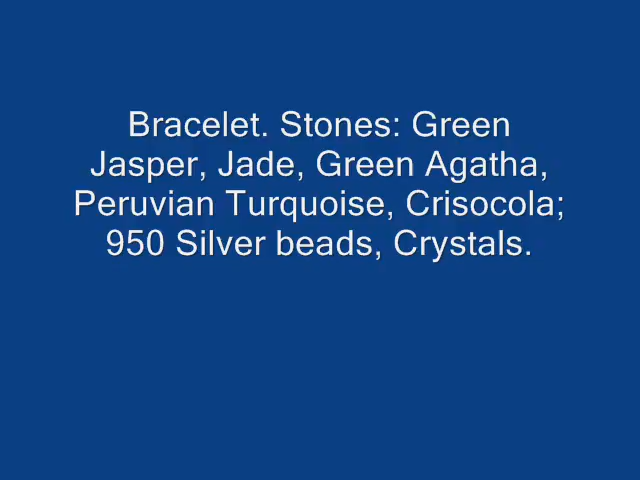 Bracelet. Stones: Green
Jasper, Jade, Green Agatha,
Peruvian Turquoise, Crisocola;
950 Silver beads, Crystals.